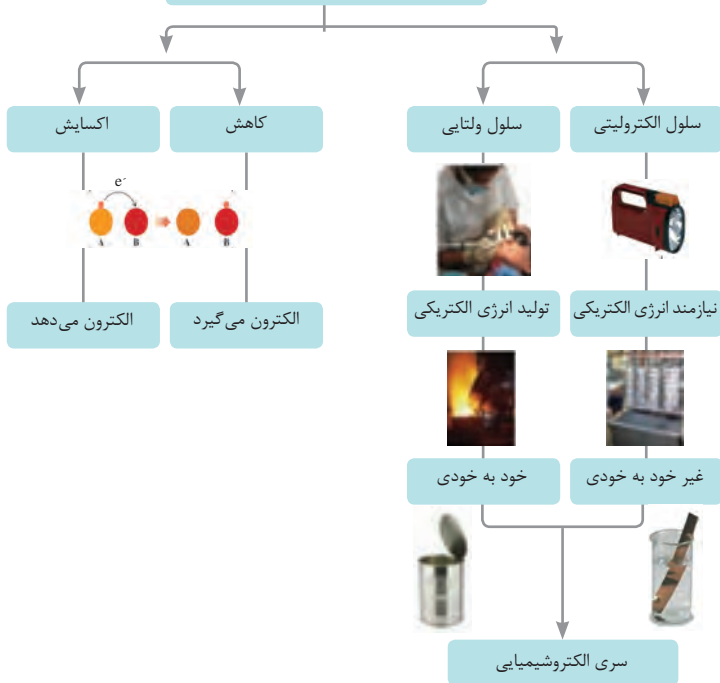 کاهش
اکسایش
سلول الکترولیتی
سلول ولتایی
e⁻
A B A B
الکترون می‌گیرد
الکترون می‌دهد
نیازمند انرژی الکتریکی
تولید انرژی الکتریکی
غیر خود به خودی
خود به خودی
سری الکتروشیمیایی